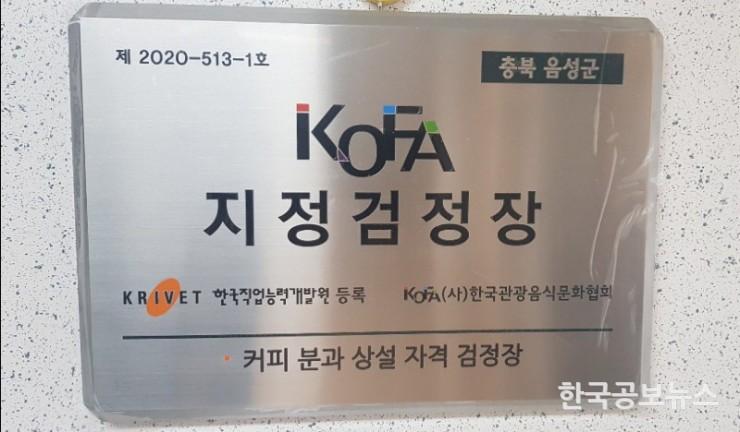 제 2020-513-1호
충북 음성군
KOFA
지정검정장
KRIVET 한국직업능력개발원 등록
KOFA (사)한국관광음식문화협회
· 커피 분과 상설 자격 검정장
한국공보뉴스